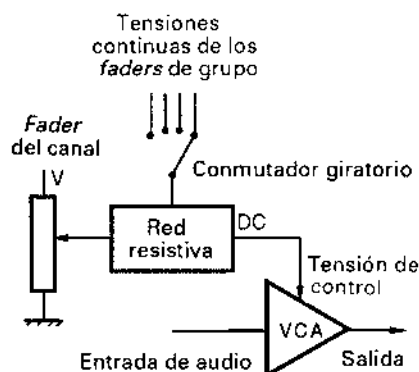 Tensiones
continuas de los
faders de grupo
Fader
del canal
V
Conmutador giratorio
Red
resistiva
DC
Tensión de
control
VCA
Entrada de audio
Salida